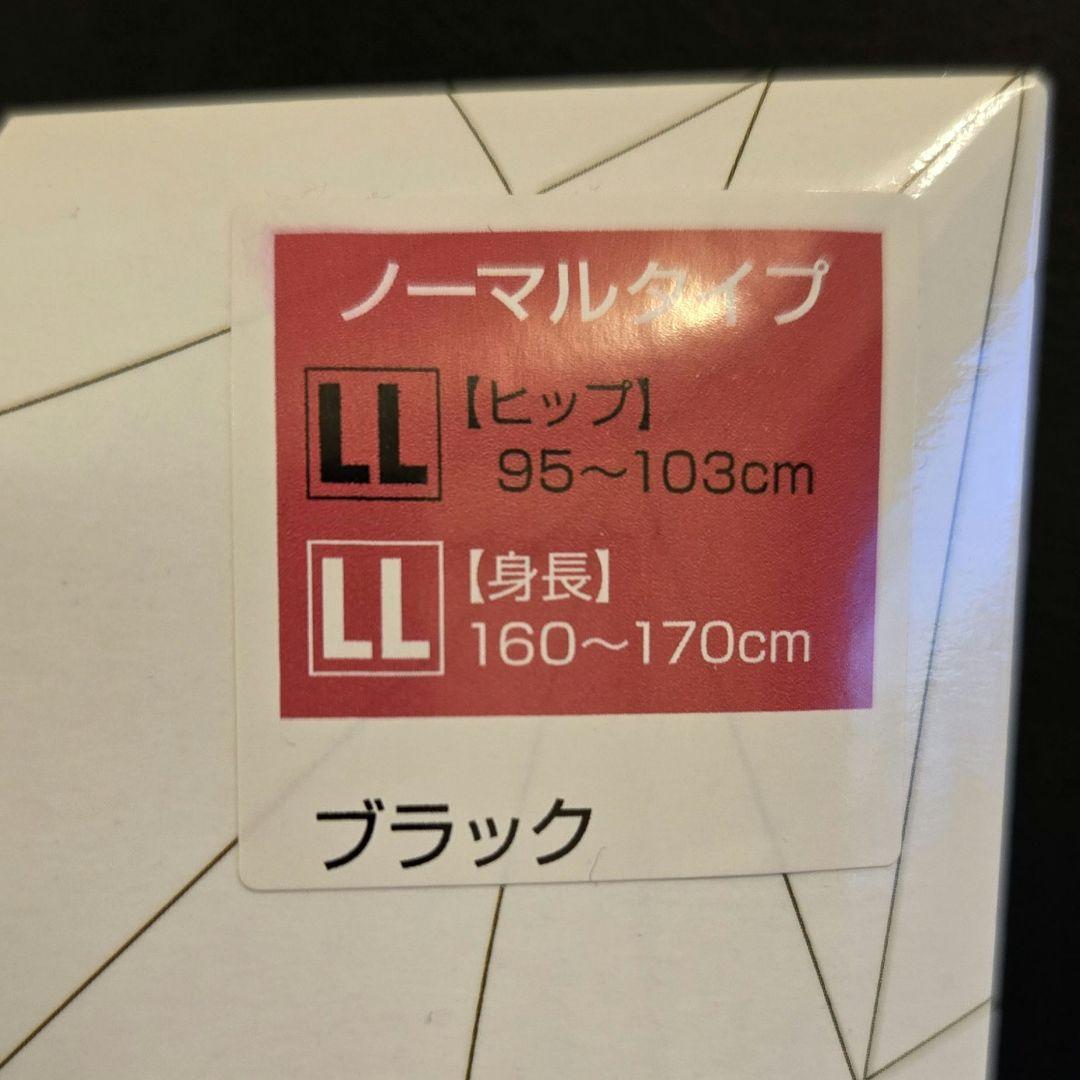 ノーマルタイプ
LL 【ヒップ】
95〜103cm
LL 【身長】
160〜170cm
ブラック